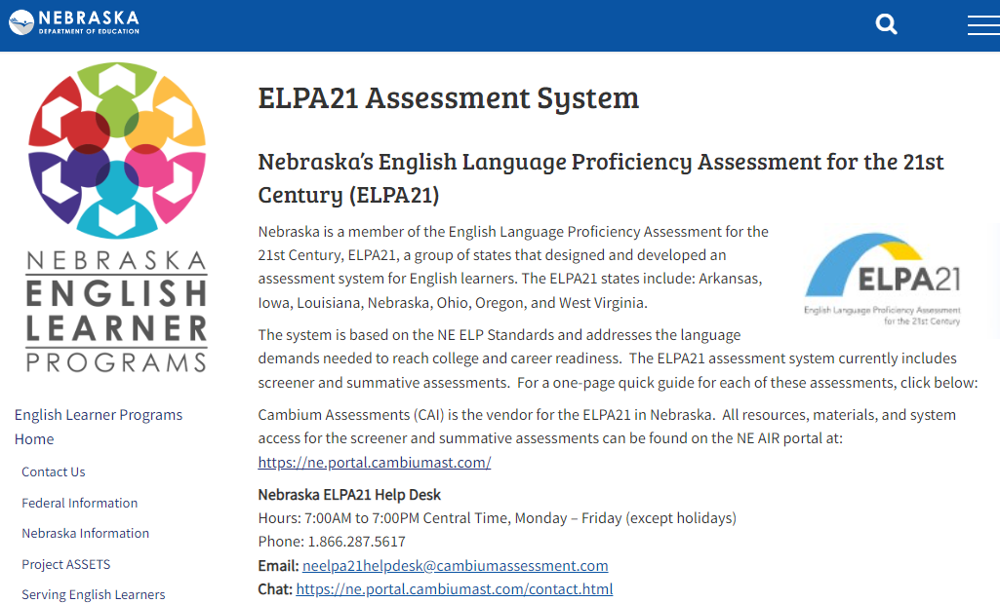 NEBRASKA
DEPARTMENT OF EDUCATION
NEBRASKA
ENGLISH
LEARNER
PROGRAMS
English Learner Programs
Home
Contact Us
Federal Information
Nebraska Information
Project ASSETS
Serving English Learners
ELPA21 Assessment System
Nebraska’s English Language Proficiency Assessment for the 21st
Century (ELPA21)
Nebraska is a member of the English Language Proficiency Assessment for the
21st Century, ELPA21, a group of states that designed and developed an
assessment system for English learners. The ELPA21 states include: Arkansas,
Iowa, Louisiana, Nebraska, Ohio, Oregon, and West Virginia.
ELPA21
English Language Proficiency Assessment
for the 21st Century
The system is based on the NE ELP Standards and addresses the language
demands needed to reach college and career readiness. The ELPA21 assessment system currently includes
screener and summative assessments. For a one-page quick guide for each of these assessments, click below:
Cambium Assessments (CAI) is the vendor for the ELPA21 in Nebraska. All resources, materials, and system
access for the screener and summative assessments can be found on the NE AIR portal at:
https://ne.portal.cambiumast.com/
Nebraska ELPA21 Help Desk
Hours: 7:00AM to 7:00PM Central Time, Monday – Friday (except holidays)
Phone: 1.866.287.5617
Email: neelpa21helpdesk@cambiumassessment.com
Chat: https://ne.portal.cambiumast.com/contact.html